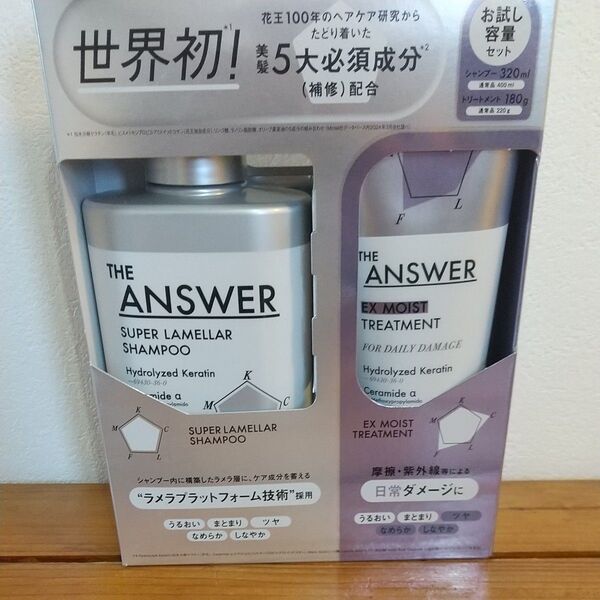 世界初!*1
花王100年のヘアケア研究から
たどり着いた
美髪5大必須成分*2
(補修)配合
お試し
容量
セット
シャンプー 320ml
通常品 400ml
トリートメント 180g
通常品 220g
THE
ANSWER
SUPER LAMELLAR
SHAMPOO
Hydrolyzed Keratin
—69430-36-0
Ceramide α
K
M
C
F
L
THE
ANSWER
EX MOIST
TREATMENT
FOR DAILY DAMAGE
Hydrolyzed Keratin
—69430-36-0
Ceramide α
K
M
C
F
L
K
M
C
F
L
SUPER LAMELLAR
SHAMPOO
シャンプー内に構築したラメラ層に、ケア成分を蓄える
“ラメラプラットフォーム技術”採用
うるおい まとまり ツヤ
なめらか しなやか
EX MOIST
TREATMENT
摩擦・紫外線等による
日常ダメージに
うるおい まとまり ツヤ
なめらか しなやか